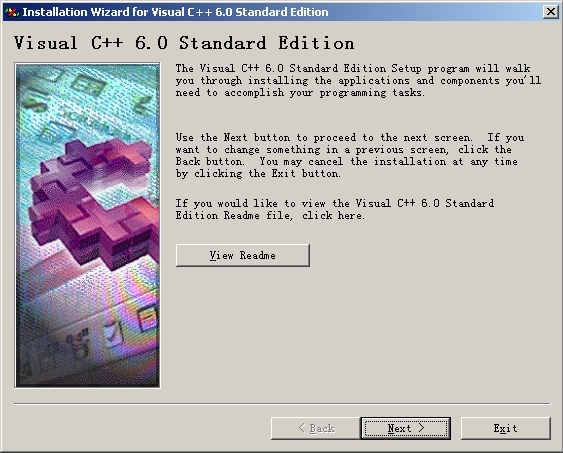 Installation Wizard for Visual C++ 6.0 Standard Edition
Visual C++ 6.0 Standard Edition
The Visual C++ 6.0 Standard Edition Setup program will walk
you through installing the applications and components you'll
need to accomplish your programming tasks.
Use the Next button to proceed to the next screen. If you
want to change something in a previous screen, click the
Back button. You may cancel the installation at any time
by clicking the Exit button.
If you would like to view the Visual C++ 6.0 Standard
Edition Readme file, click here.
View Readme
< Back
Next >
Exit